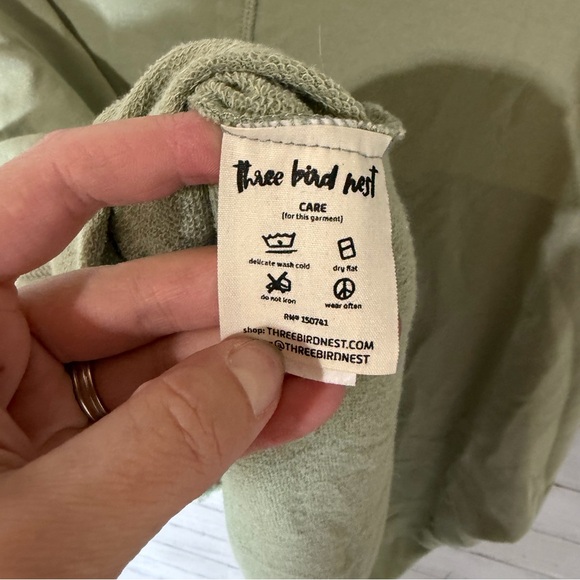 three bird nest
CARE
(for this garment)
delicate wash cold
dry flat
do not iron
wear often
RN# 150741
shop: THREEBIRDNEST.COM
@THREEBIRDNEST